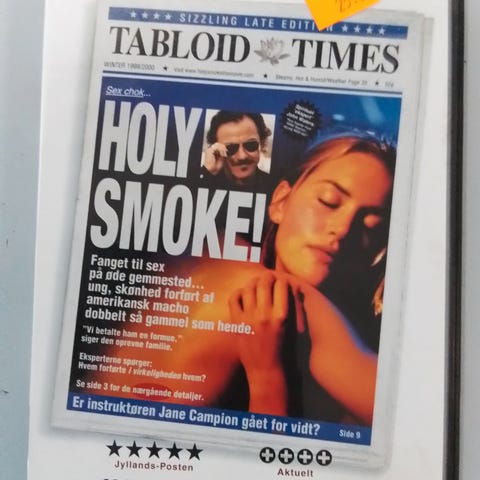 SIZZLING LATE EDITION
TABLOID TIMES
WINTER 1999/2000
Sex chok...
HOLY
SMOKE!
Fanget til sex
på øde gemmested...
ung, skønhed forført af
amerikansk macho
dobbelt så gammel som hende.
"Vi betalte ham en formue,"
siger den oprevne familie.
Eksperterne spørger:
Hvem forførte i virkeligheden hvem?
Se side 3 for de nærgående detaljer.
Er instruktøren Jane Campion gået for vidt? Side 9
Jyllands-Posten
Aktuelt